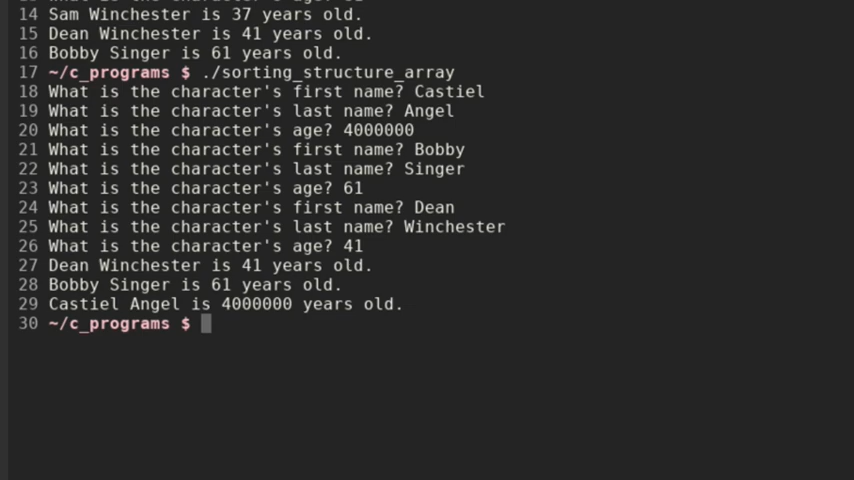 14 Sam Winchester is 37 years old.
15 Dean Winchester is 41 years old.
16 Bobby Singer is 61 years old.
17 ~/c_programs $ ./sorting_structure_array
18 What is the character's first name? Castiel
19 What is the character's last name? Angel
20 What is the character's age? 4000000
21 What is the character's first name? Bobby
22 What is the character's last name? Singer
23 What is the character's age? 61
24 What is the character's first name? Dean
25 What is the character's last name? Winchester
26 What is the character's age? 41
27 Dean Winchester is 41 years old.
28 Bobby Singer is 61 years old.
29 Castiel Angel is 4000000 years old.
30 ~/c_programs $